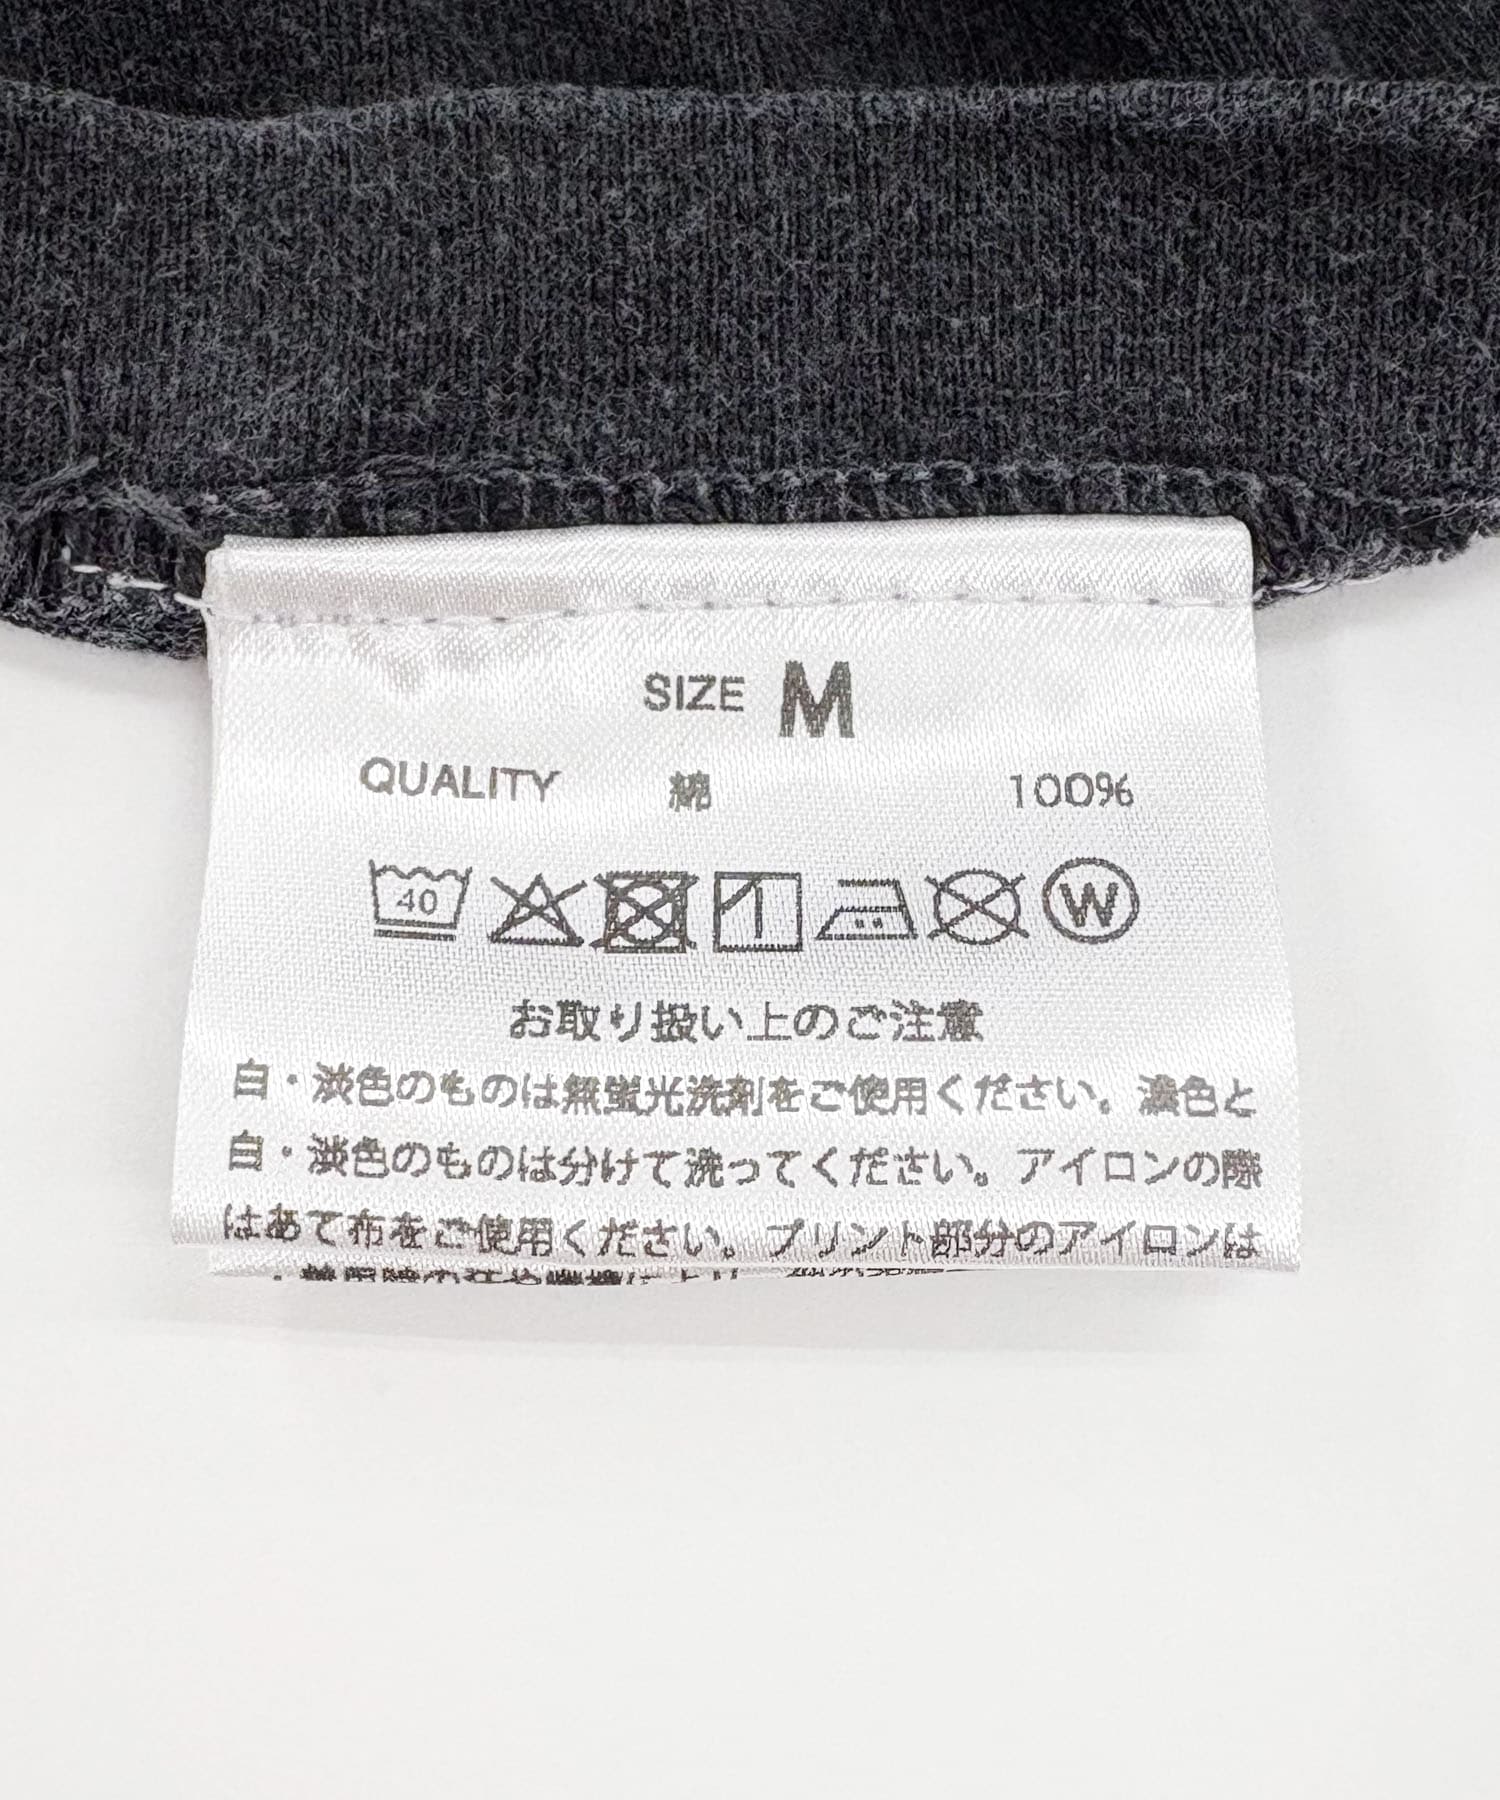 SIZE M
QUALITY 綿 100%
40
W
お取り扱い上のご注意
白・淡色のものは無蛍光洗剤をご使用ください。濃色と
白・淡色のものは分けて洗ってください。アイロンの際
はあて布をご使用ください。プリント部分のアイロンは